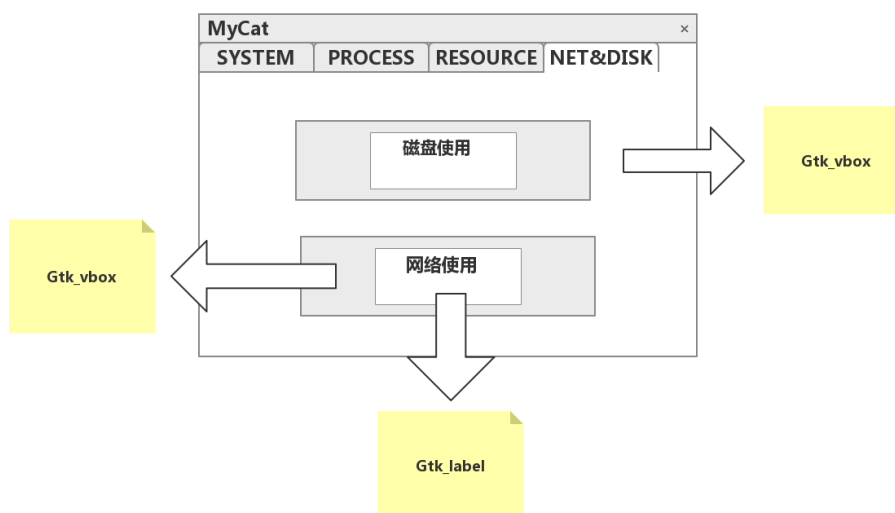 MyCat ×
SYSTEM PROCESS RESOURCE NET&DISK
磁盘使用
Gtk_vbox
网络使用
Gtk_vbox
Gtk_label